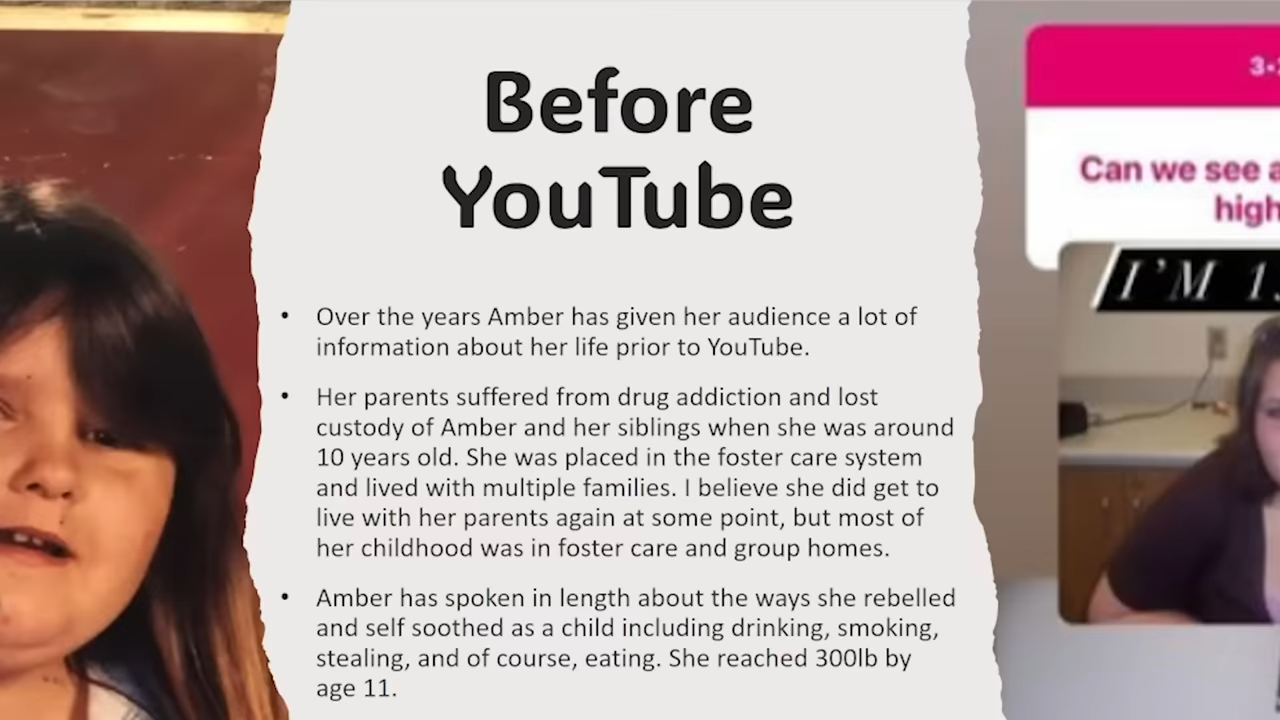 Before
YouTube
• Over the years Amber has given her audience a lot of
information about her life prior to YouTube.
• Her parents suffered from drug addiction and lost
custody of Amber and her siblings when she was around
10 years old. She was placed in the foster care system
and lived with multiple families. I believe she did get to
live with her parents again at some point, but most of
her childhood was in foster care and group homes.
• Amber has spoken in length about the ways she rebelled
and self soothed as a child including drinking, smoking,
stealing, and of course, eating. She reached 300lb by
age 11.
Can we see a
high
I'M